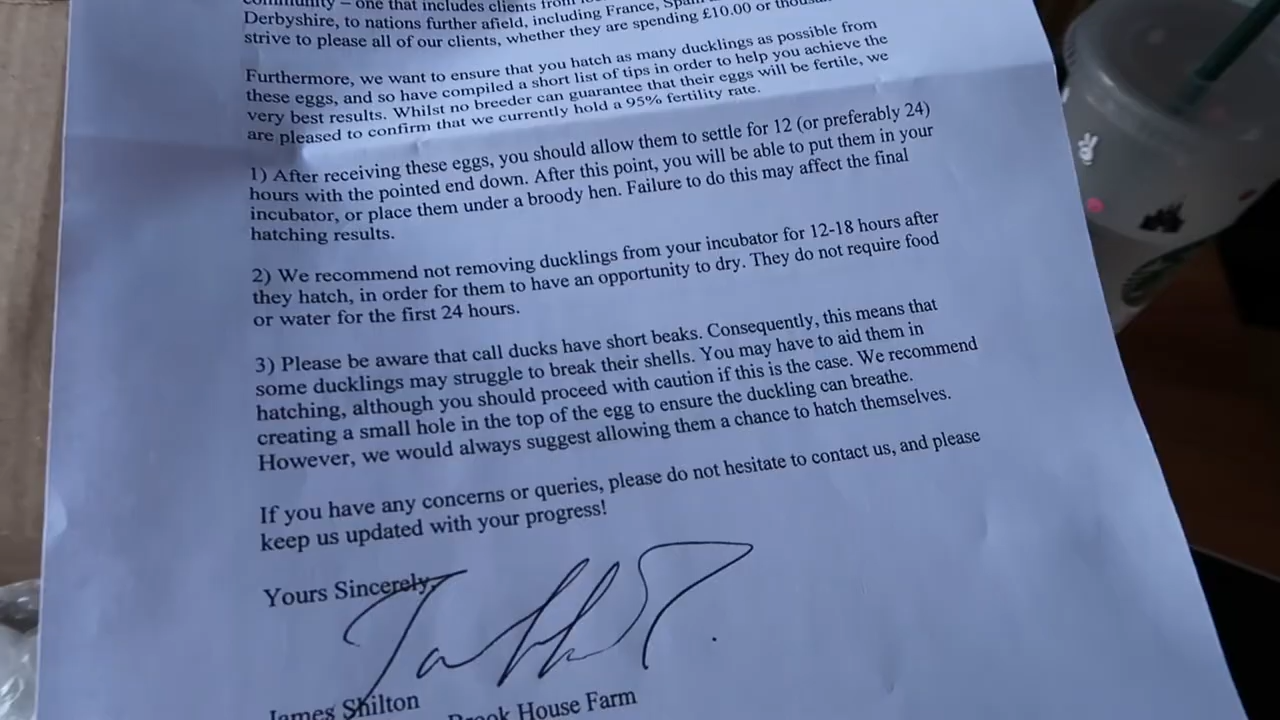 community – one that includes clients from
Derbyshire, to nations further afield, including France, Spain
strive to please all of our clients, whether they are spending £10.00 or
Furthermore, we want to ensure that you hatch as many ducklings as possible from
these eggs, and so have compiled a short list of tips in order to help you achieve the
very best results. Whilst no breeder can guarantee that their eggs will be fertile, we
are pleased to confirm that we currently hold a 95% fertility rate.
1) After receiving these eggs, you should allow them to settle for 12 (or preferably 24)
hours with the pointed end down. After this point, you will be able to put them in your
incubator, or place them under a broody hen. Failure to do this may affect the final
hatching results.
2) We recommend not removing ducklings from your incubator for 12-18 hours after
they hatch, in order for them to have an opportunity to dry. They do not require food
or water for the first 24 hours.
3) Please be aware that call ducks have short beaks. Consequently, this means that
some ducklings may struggle to break their shells. You may have to aid them in
hatching, although you should proceed with caution if this is the case. We recommend
creating a small hole in the top of the egg to ensure the duckling can breathe.
However, we would always suggest allowing them a chance to hatch themselves.
If you have any concerns or queries, please do not hesitate to contact us, and please
keep us updated with your progress!
Yours Sincerely,
James Shilton
Brook House Farm